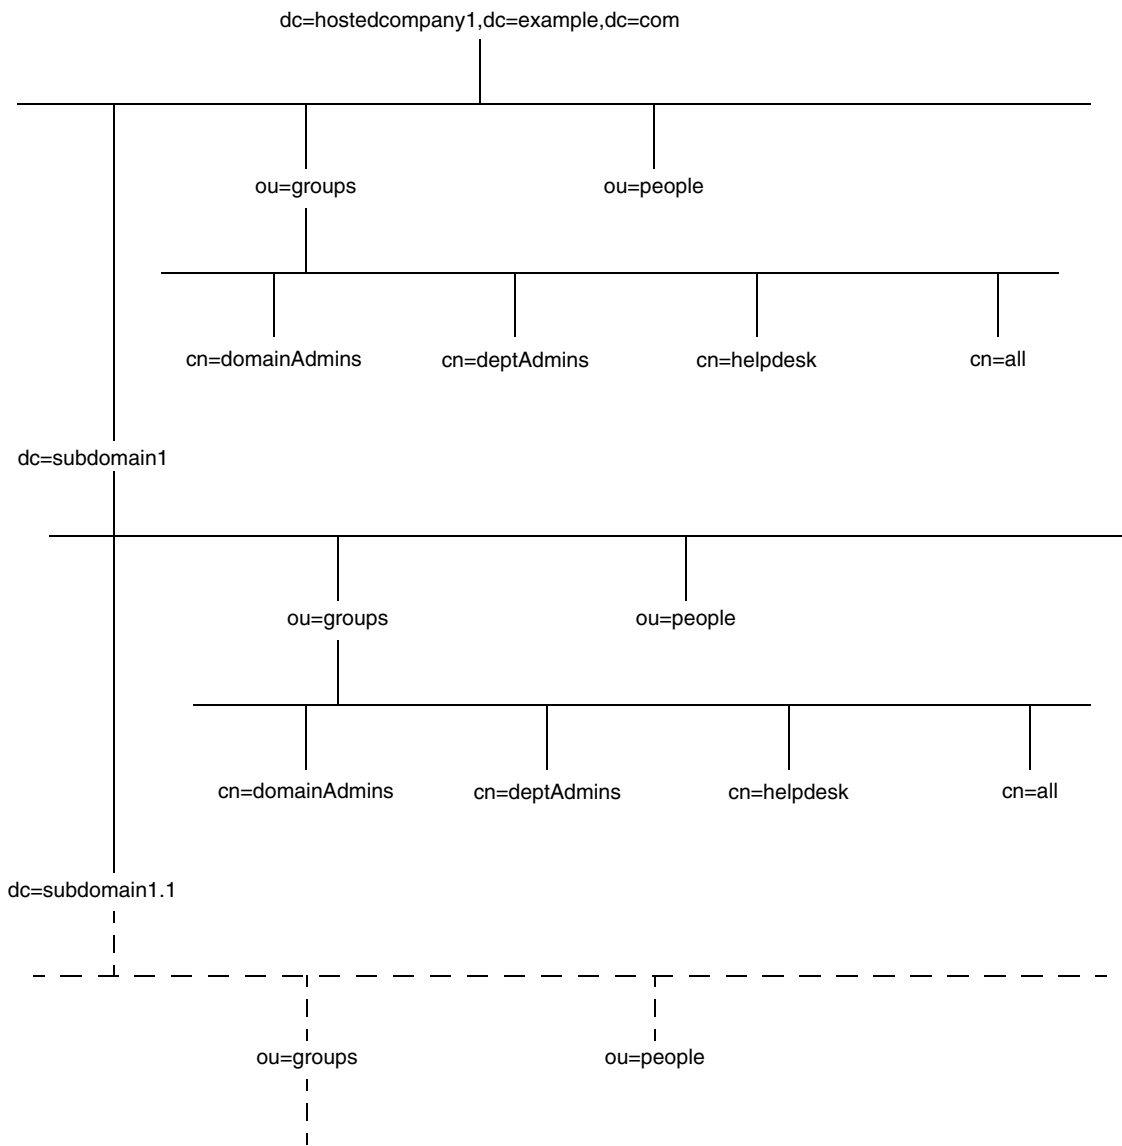 dc=hostedcompany1,dc=example,dc=com
ou=groups ou=people
cn=domainAdmins cn=deptAdmins cn=helpdesk cn=all
dc=subdomain1
ou=groups ou=people
cn=domainAdmins cn=deptAdmins cn=helpdesk cn=all
dc=subdomain1.1
ou=groups ou=people